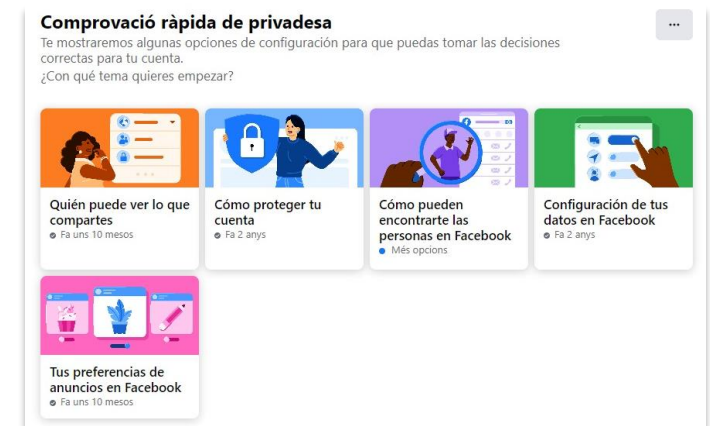 Comprovació ràpida de privadesa
Te mostraremos algunas opciones de configuración para que puedas tomar las decisiones
correctas para tu cuenta.
¿Con qué tema quieres empezar?
Quién puede ver lo que
compartes
Fa uns 10 mesos
Cómo proteger tu
cuenta
Fa 2 anys
Cómo pueden
encontrarte las
personas en Facebook
Més opcions
Configuración de tus
datos en Facebook
Fa 2 anys
Tus preferencias de
anuncios en Facebook
Fa uns 10 mesos